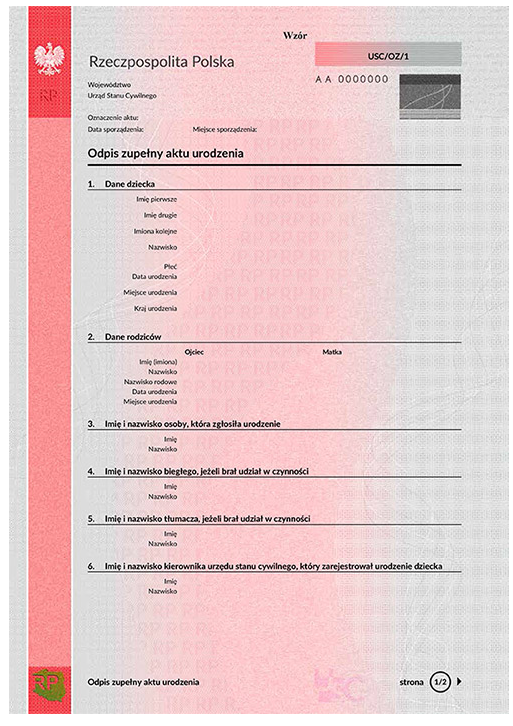 Wzór
USC/OZ/1
Rzeczpospolita Polska
A A 0000000
RP
Województwo
Urząd Stanu Cywilnego
Oznaczenie aktu:
Data sporządzenia: Miejsce sporządzenia:
Odpis zupełny aktu urodzenia
1. Dane dziecka
Imię pierwsze
Imię drugie
Imiona kolejne
Nazwisko
Płeć
Data urodzenia
Miejsce urodzenia
Kraj urodzenia
2. Dane rodziców
Ojciec Matka
Imię (imiona)
Nazwisko
Nazwisko rodowe
Data urodzenia
Miejsce urodzenia
3. Imię i nazwisko osoby, która zgłosiła urodzenie
Imię
Nazwisko
4. Imię i nazwisko biegłego, jeżeli brał udział w czynności
Imię
Nazwisko
5. Imię i nazwisko tłumacza, jeżeli brał udział w czynności
Imię
Nazwisko
6. Imię i nazwisko kierownika urzędu stanu cywilnego, który zarejestrował urodzenie dziecka
Imię
Nazwisko
RP
Odpis zupełny aktu urodzenia
USC
strona 1/2